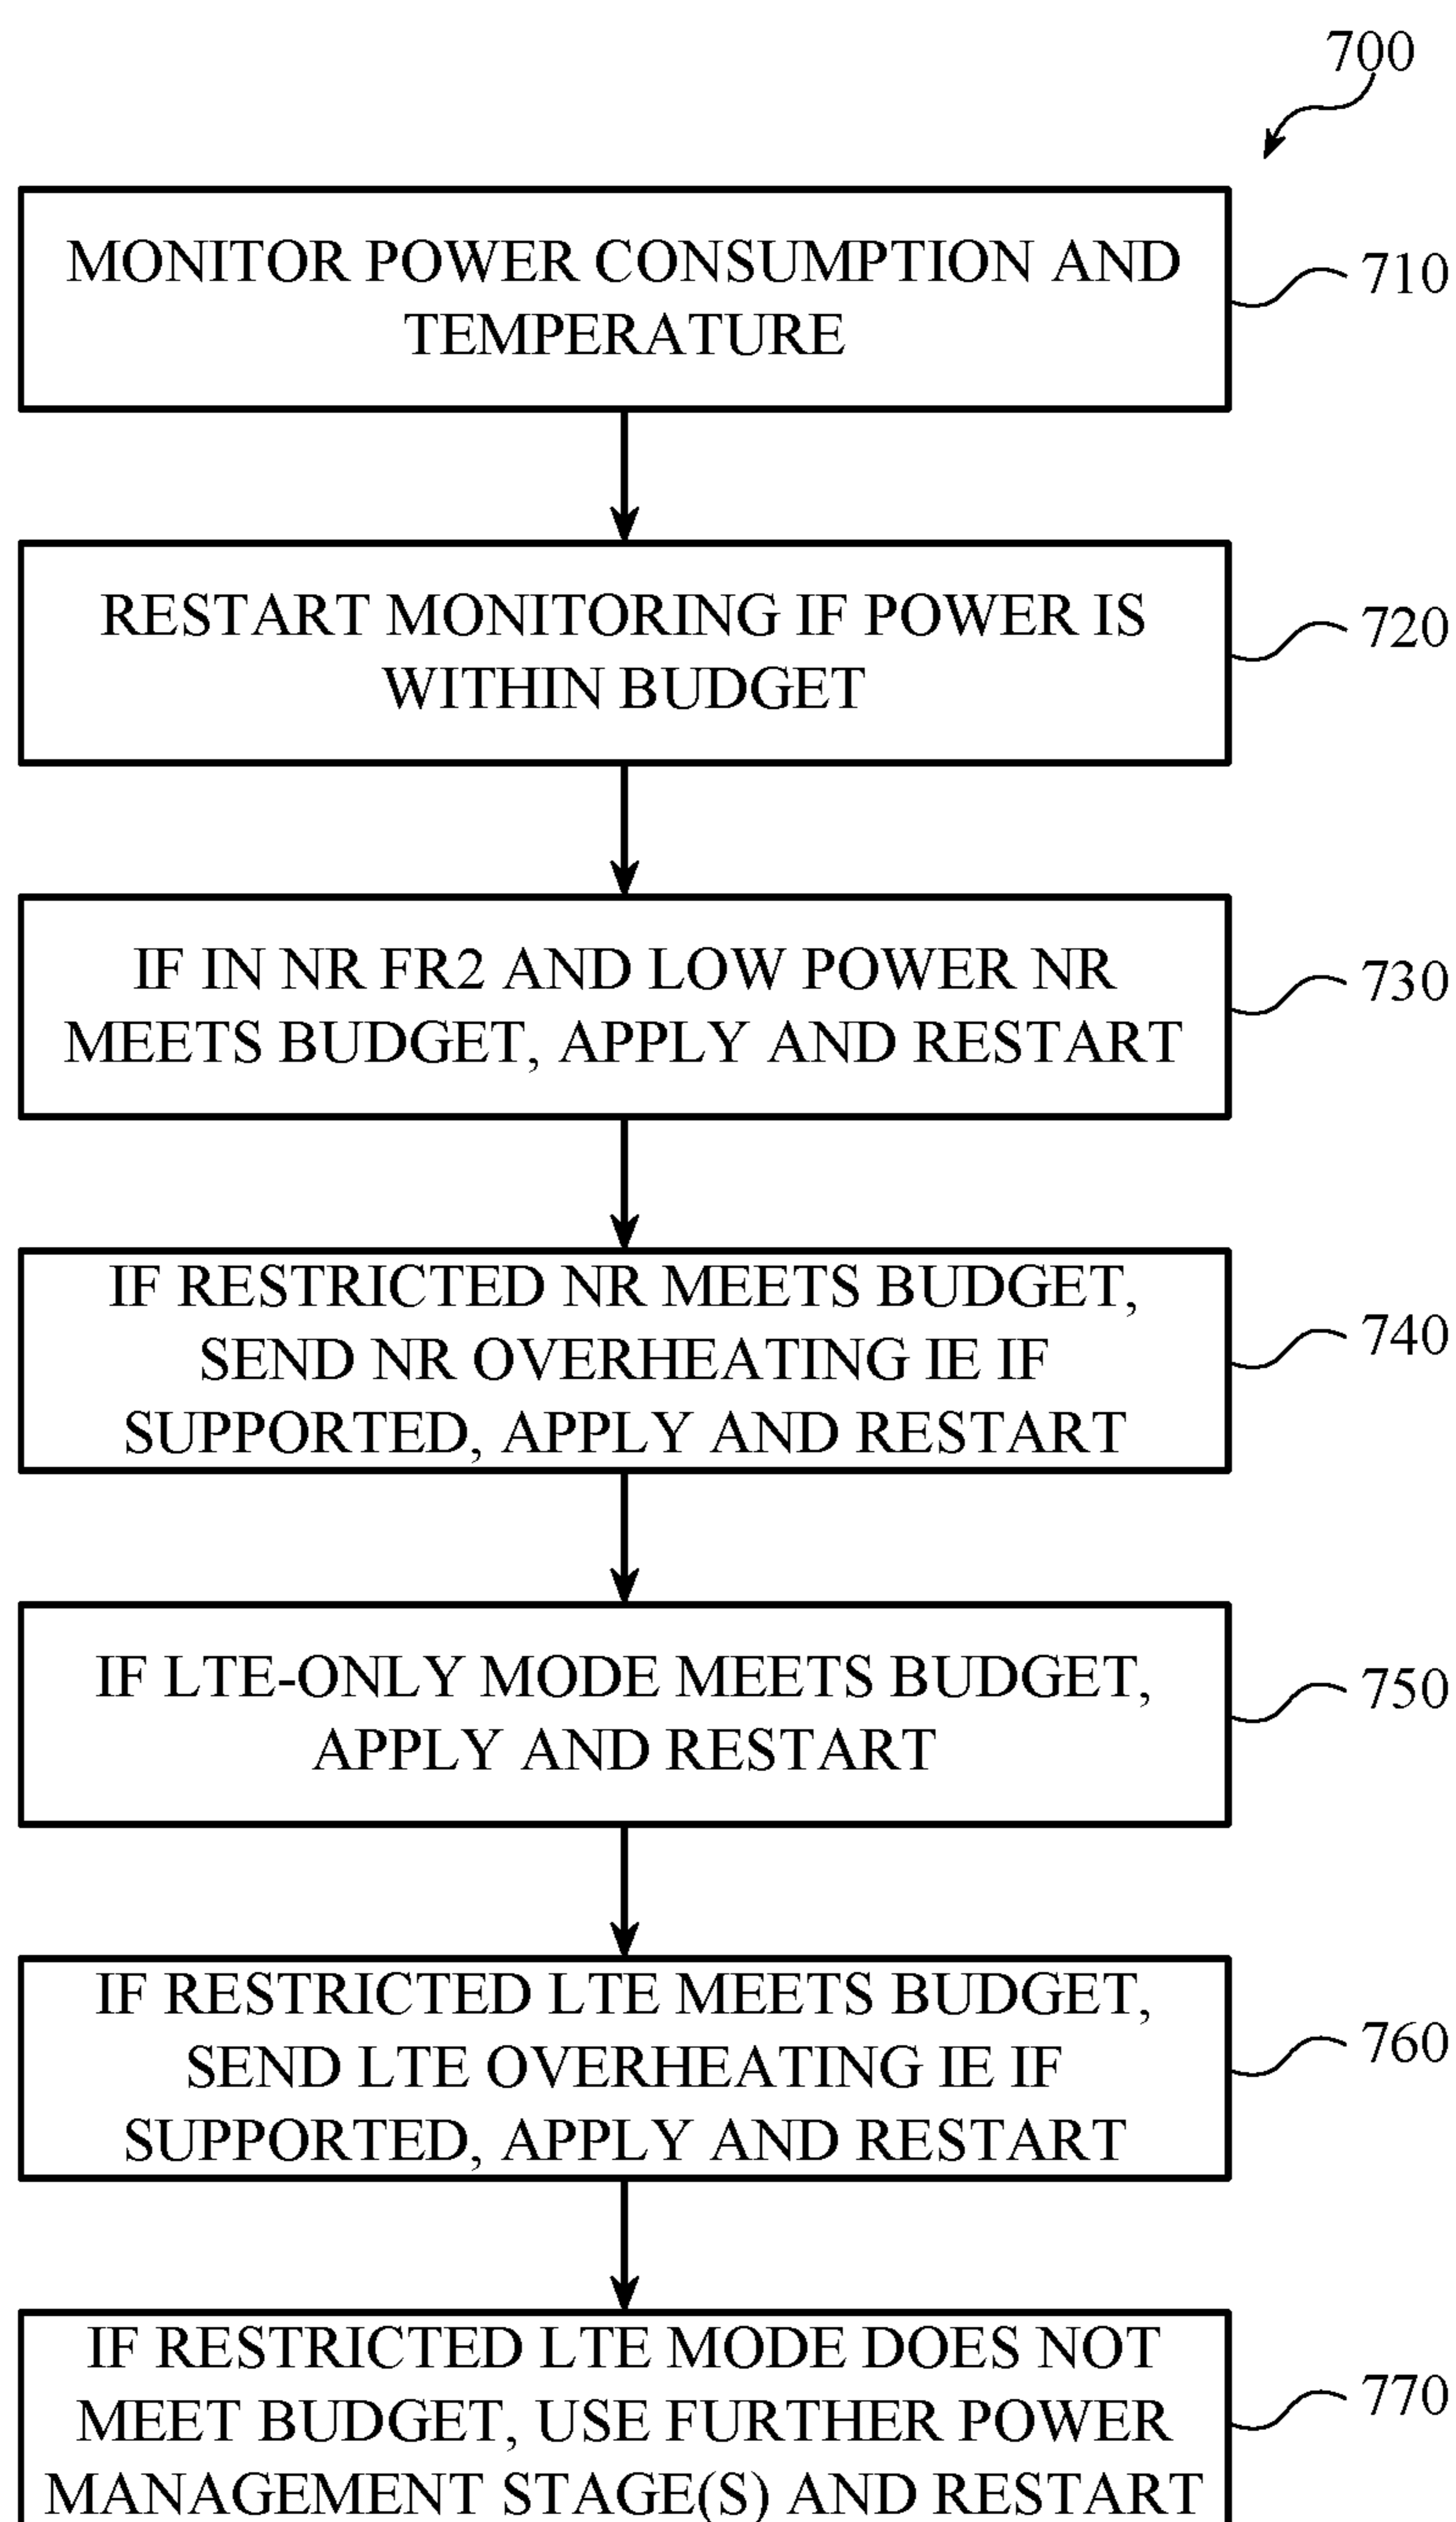 700
MONITOR POWER CONSUMPTION AND
TEMPERATURE
710
RESTART MONITORING IF POWER IS
WITHIN BUDGET
720
IF IN NR FR2 AND LOW POWER NR
MEETS BUDGET, APPLY AND RESTART
730
IF RESTRICTED NR MEETS BUDGET,
SEND NR OVERHEATING IE IF
SUPPORTED, APPLY AND RESTART
740
IF LTE-ONLY MODE MEETS BUDGET,
APPLY AND RESTART
750
IF RESTRICTED LTE MEETS BUDGET,
SEND LTE OVERHEATING IE IF
SUPPORTED, APPLY AND RESTART
760
IF RESTRICTED LTE MODE DOES NOT
MEET BUDGET, USE FURTHER POWER
MANAGEMENT STAGE(S) AND RESTART
770